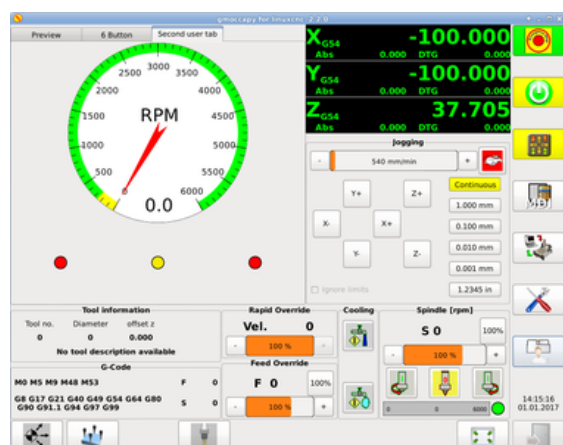 gmoccapy for linuxcnc 2.2.0
Preview 6 Button Second user tab
3000
2500 3500
2000 4000
1500 4500
1000 5000
500 5500
0 6000
RPM
0.0
X G54 -100.000
Abs 0.000 DTG 0.000
Y G54 -100.000
Abs 0.000 DTG 0.000
Z G54 37.705
Abs 0.000 DTG 0.000
Jogging
- 540 mm/min +
Continuous
Y+ Z+
1.000 mm
X- X+
0.100 mm
Y- Z-
0.010 mm
0.001 mm
Ignore limits
1.2345 in
MDI
Tool information
Tool no. Diameter offset z
0 0 0.000
No tool description available
G-Code
M0 M5 M9 M48 M53 F 0
G8 G17 G21 G40 G49 G54 G64 G80
G90 G91.1 G94 G97 G99 S 0
Rapid Override
Vel. 0
- 100 % +
Feed Override
F 0 100%
- 100 % +
Cooling
Spindle [rpm]
S 0 100%
- 100 % +
0 0 6000
14:15:16
01.01.2017